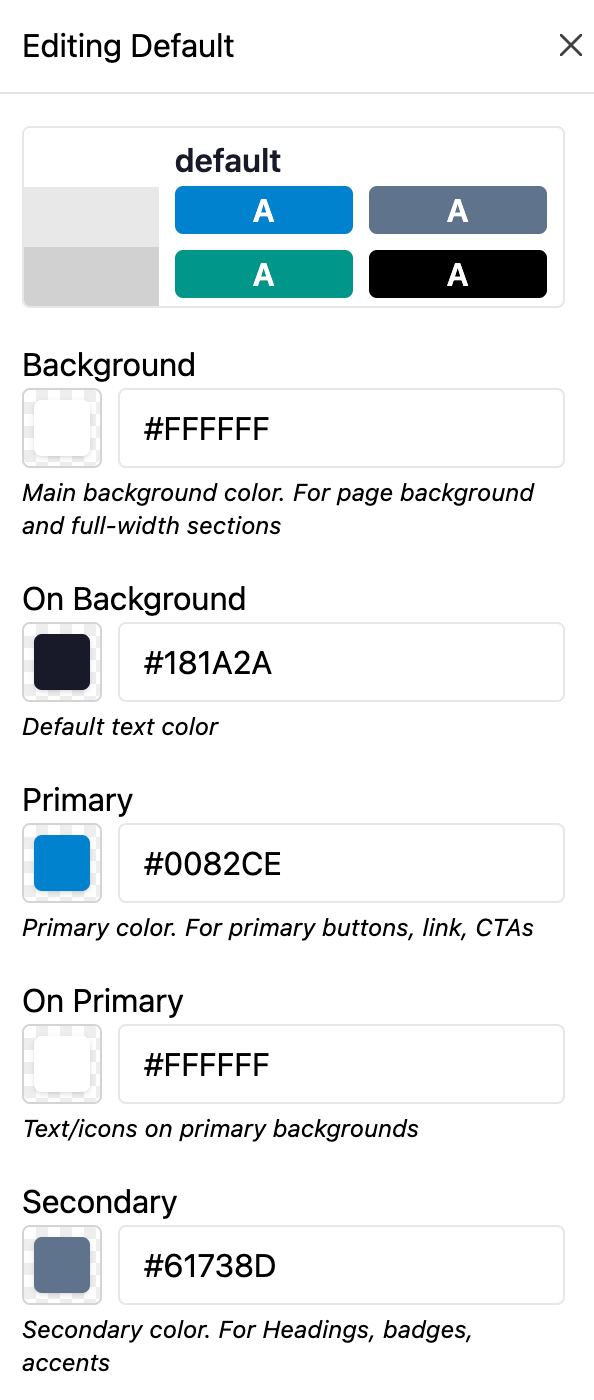 Editing Default
default
A A
A A
Background
#FFFFFF
Main background color. For page background
and full-width sections
On Background
#181A2A
Default text color
Primary
#0082CE
Primary color. For primary buttons, link, CTAs
On Primary
#FFFFFF
Text/icons on primary backgrounds
Secondary
#61738D
Secondary color. For Headings, badges,
accents